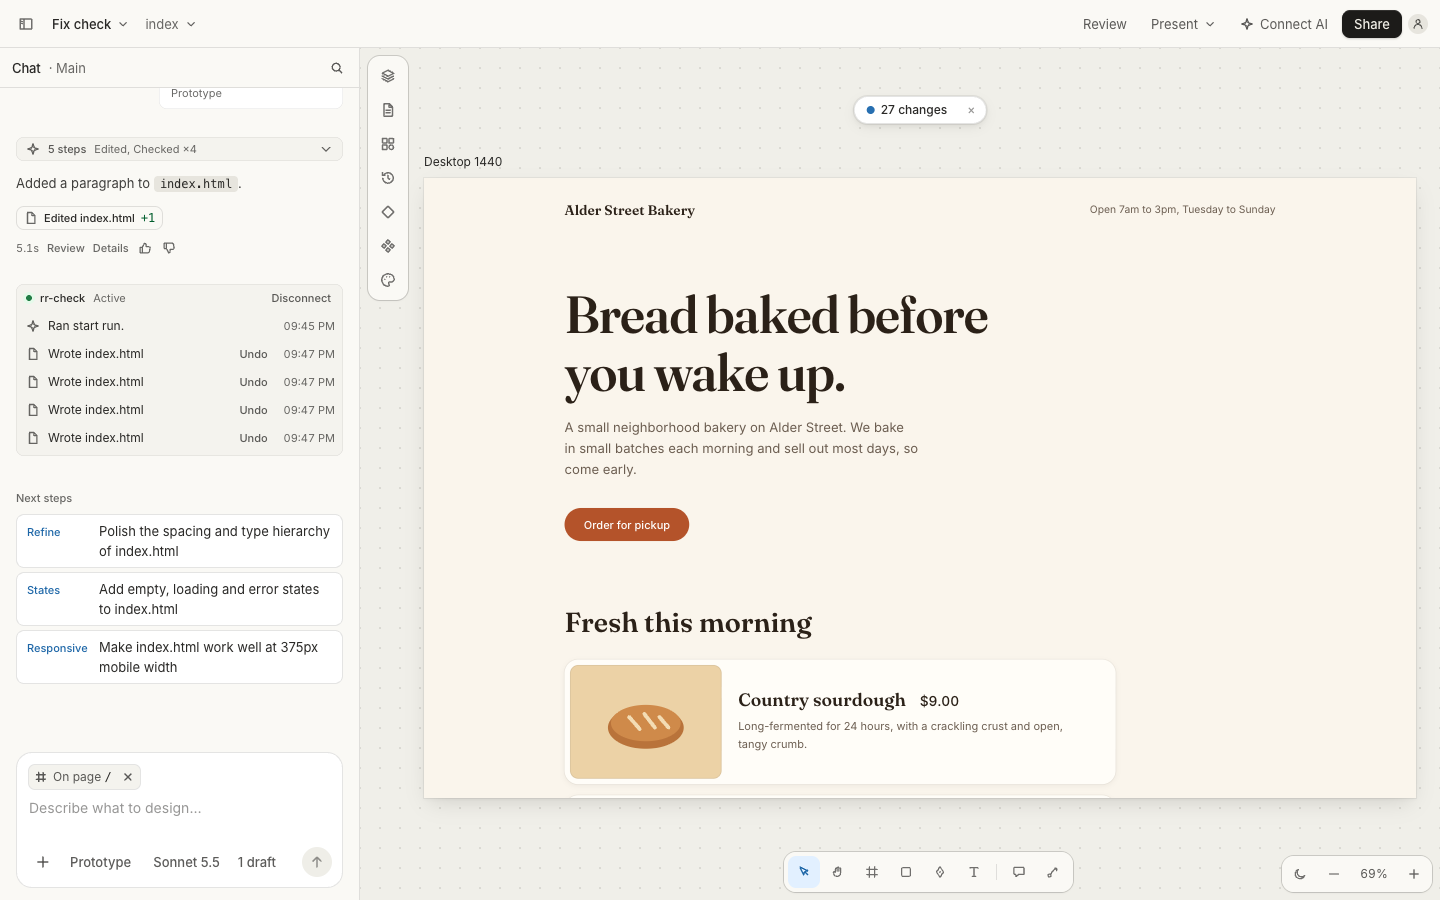 Fix check
index
Review
Present
Connect AI
Share
Chat · Main
Prototype
5 steps Edited, Checked ×4
Added a paragraph to index.html.
Edited index.html +1
5.1s Review Details
rr-check Active Disconnect
Ran start run. 09:45 PM
Wrote index.html Undo 09:47 PM
Wrote index.html Undo 09:47 PM
Wrote index.html Undo 09:47 PM
Wrote index.html Undo 09:47 PM
Next steps
Refine Polish the spacing and type hierarchy
of index.html
States Add empty, loading and error states
to index.html
Responsive Make index.html work well at 375px
mobile width
On page /
Describe what to design...
Prototype Sonnet 5.5 1 draft
27 changes
Desktop 1440
Alder Street Bakery
Open 7am to 3pm, Tuesday to Sunday
Bread baked before
you wake up.
A small neighborhood bakery on Alder Street. We bake
in small batches each morning and sell out most days, so
come early.
Order for pickup
Fresh this morning
Country sourdough $9.00
Long-fermented for 24 hours, with a crackling crust and open,
tangy crumb.
69%